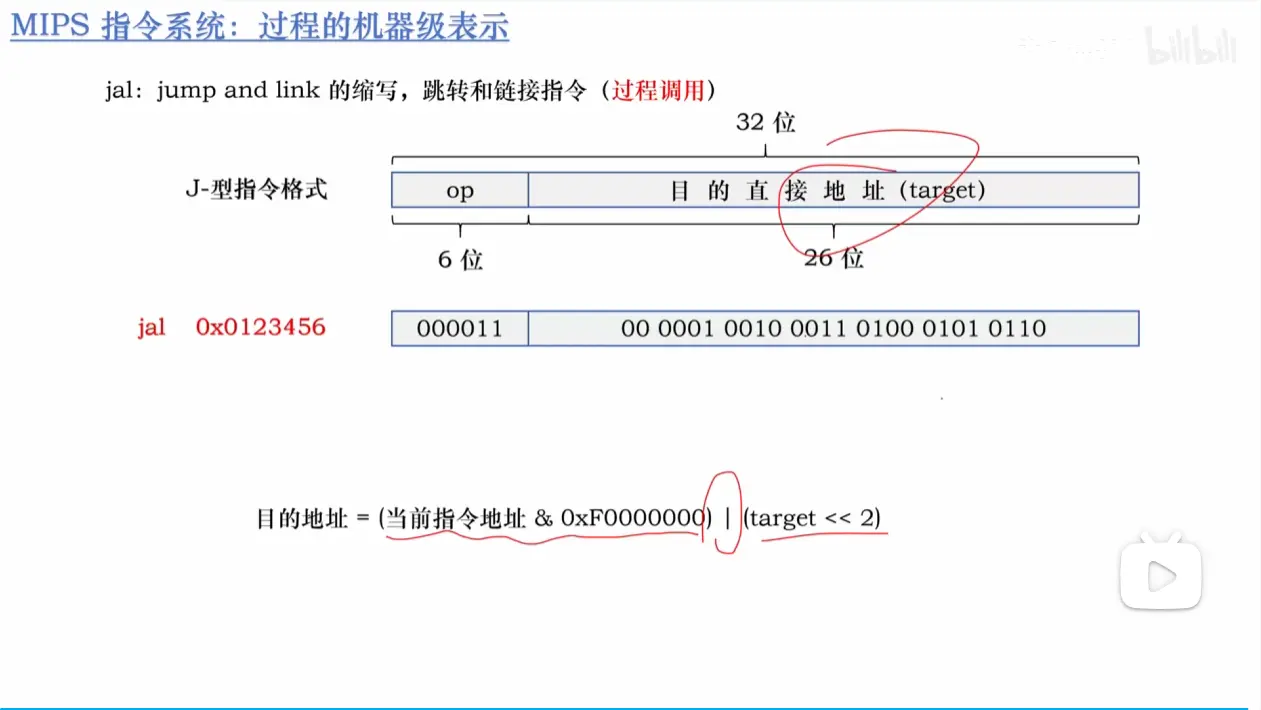 MIPS 指令系统：过程的机器级表示
bilibili
jal：jump and link 的缩写，跳转和链接指令（过程调用）
32 位
J-型指令格式
op
目 的 直 接 地 址（target）
6 位
26 位
jal 0x0123456
000011
00 0001 0010 0011 0100 0101 0110
目的地址 = (当前指令地址 & 0xF0000000) | (target << 2)